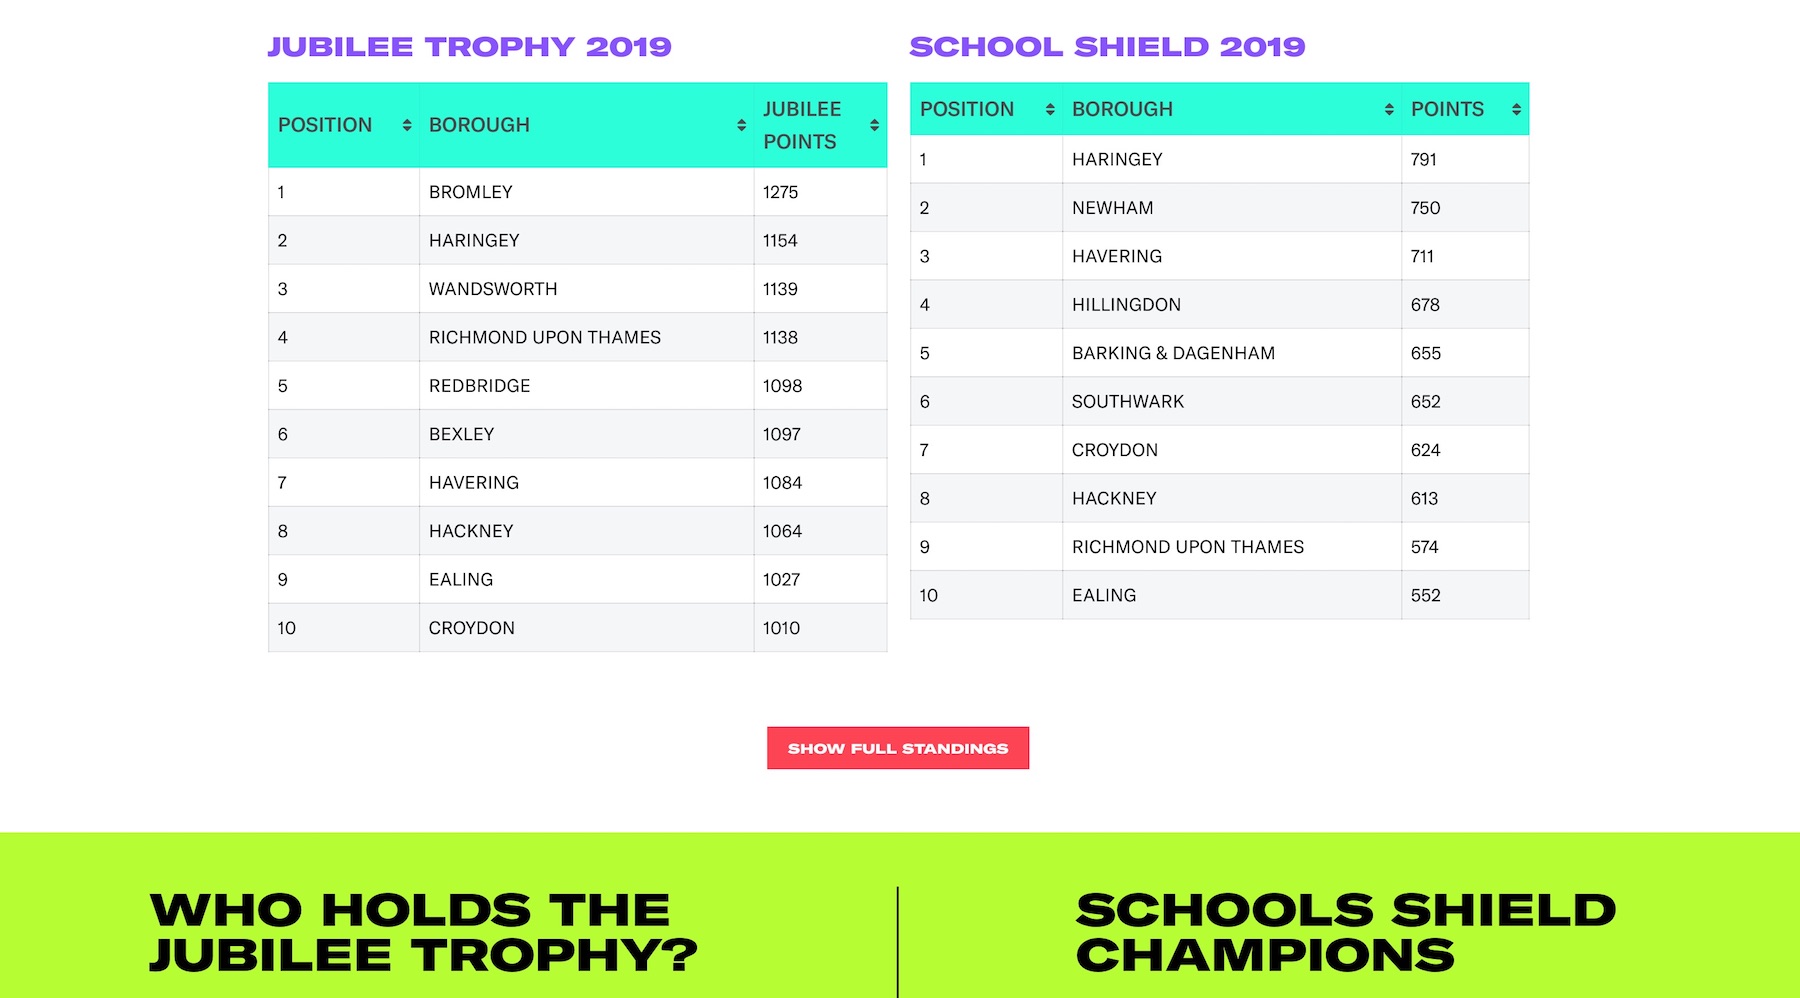 JUBILEE TROPHY 2019
POSITION BOROUGH JUBILEE POINTS
1 BROMLEY 1275
2 HARINGEY 1154
3 WANDSWORTH 1139
4 RICHMOND UPON THAMES 1138
5 REDBRIDGE 1098
6 BEXLEY 1097
7 HAVERING 1084
8 HACKNEY 1064
9 EALING 1027
10 CROYDON 1010
SCHOOL SHIELD 2019
POSITION BOROUGH POINTS
1 HARINGEY 791
2 NEWHAM 750
3 HAVERING 711
4 HILLINGDON 678
5 BARKING & DAGENHAM 655
6 SOUTHWARK 652
7 CROYDON 624
8 HACKNEY 613
9 RICHMOND UPON THAMES 574
10 EALING 552
SHOW FULL STANDINGS
WHO HOLDS THE
JUBILEE TROPHY?
SCHOOLS SHIELD
CHAMPIONS